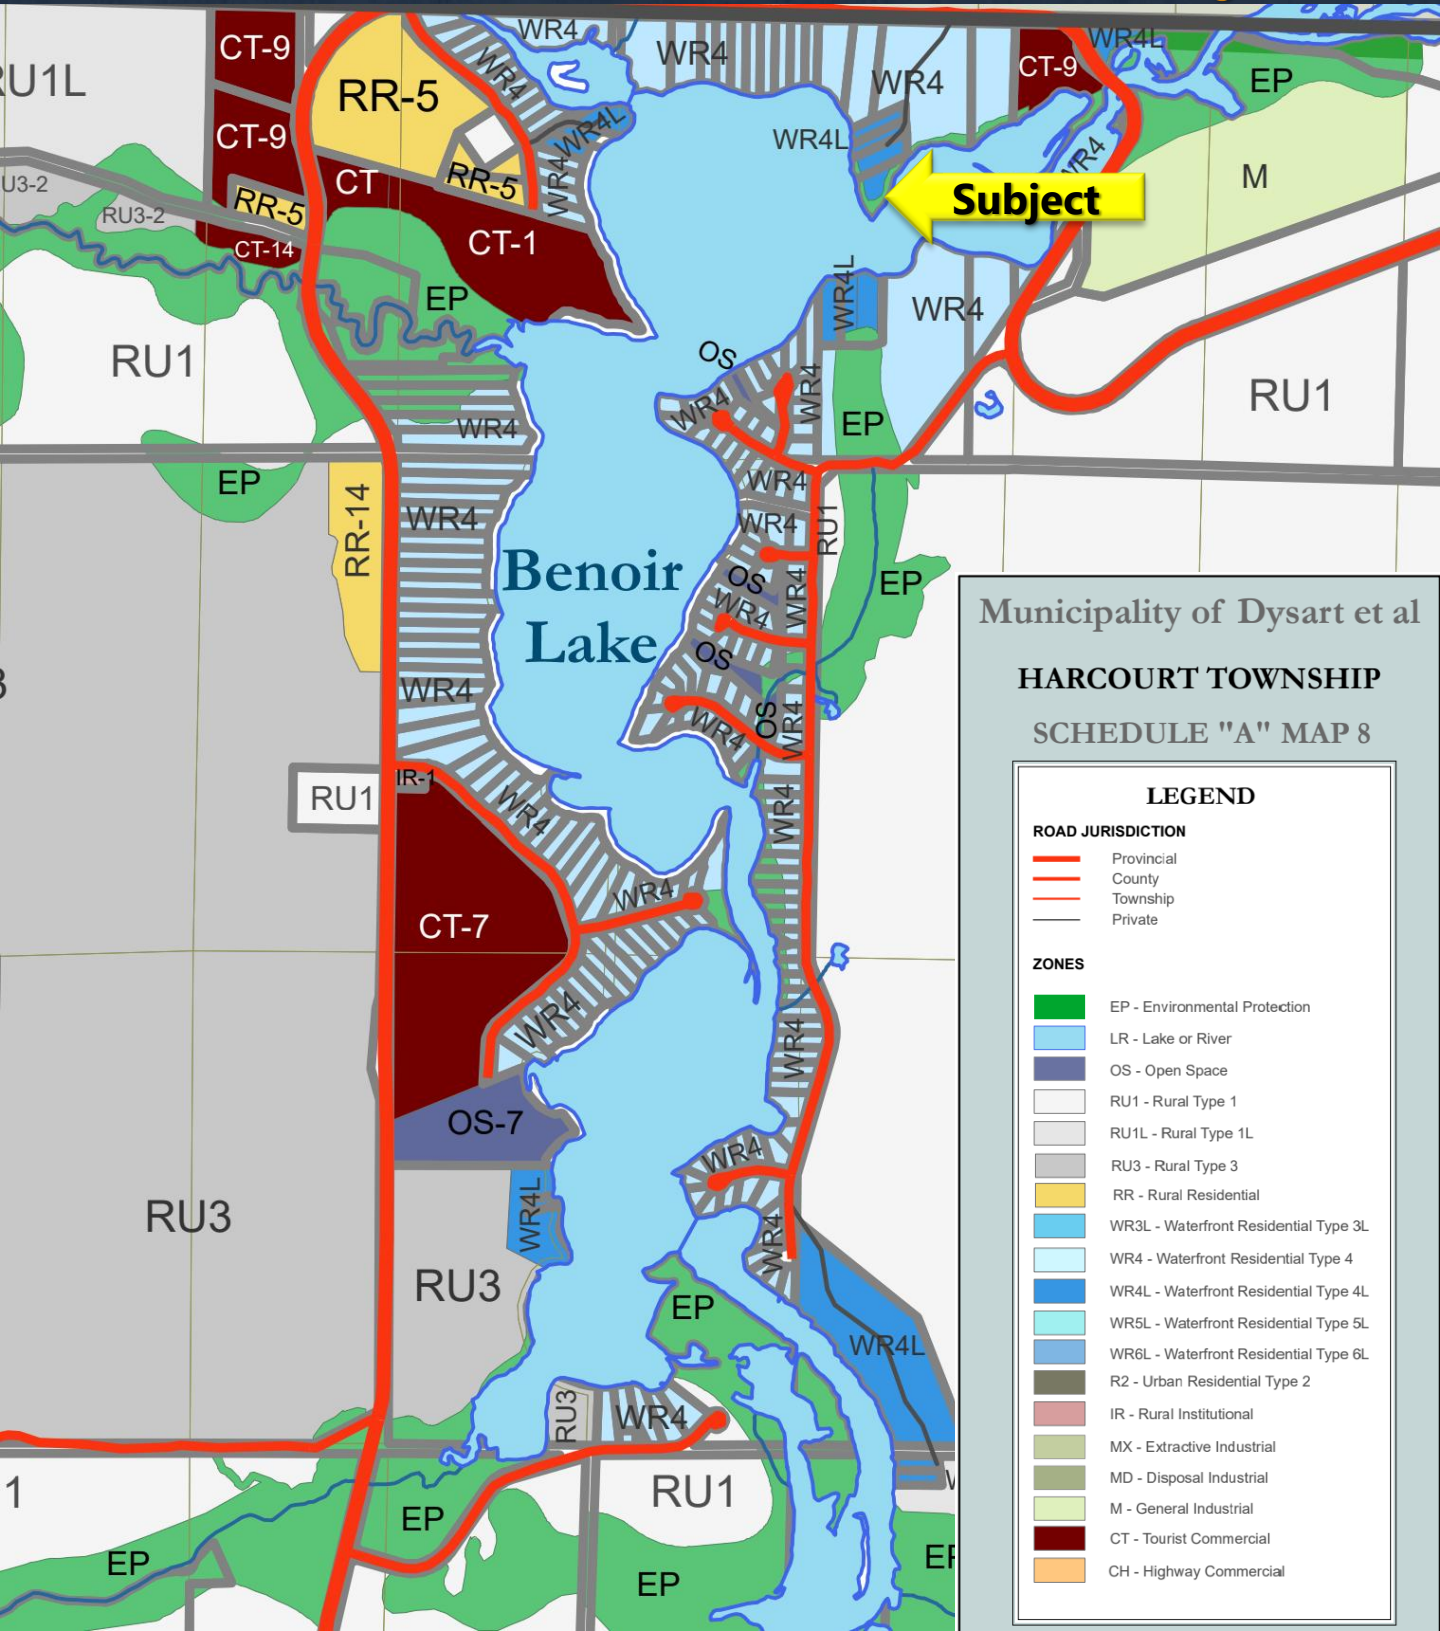 WR4
WR4
WR4L
CT-9
CT-9
EP
RU1L
WR4
WR4
RR-5
CT-9
WR4L
WR4L
WR4
M
U3-2
CT
RR-5
WR4
Subject
RR-5
RU3-2
CT-14
CT-1
EP
WR4L
WR4
RU1
OS
WR4
WR4
RU1
WR4
EP
EP
RR-14
WR4
WR4
WR4
RU1
Benoir
Lake
OS
WR4
WR4
EP
OS
WR4
WR4
OS
WR4
RU1
IR-1
WR4
WR4
WR4
CT-7
WR4
WR4
OS-7
WR4
WR4L
RU3
WR4
RU3
EP
WR4L
RU3
WR4
RU1
1
EP
EP
EP
Municipality of Dysart et al
HARCOURT TOWNSHIP
SCHEDULE "A" MAP 8
LEGEND
ROAD JURISDICTION
Provincial
County
Township
Private
ZONES
EP - Environmental Protection
LR - Lake or River
OS - Open Space
RU1 - Rural Type 1
RU1L - Rural Type 1L
RU3 - Rural Type 3
RR - Rural Residential
WR3L - Waterfront Residential Type 3L
WR4 - Waterfront Residential Type 4
WR4L - Waterfront Residential Type 4L
WR5L - Waterfront Residential Type 5L
WR6L - Waterfront Residential Type 6L
R2 - Urban Residential Type 2
IR - Rural Institutional
MX - Extractive Industrial
MD - Disposal Industrial
M - General Industrial
CT - Tourist Commercial
CH - Highway Commercial